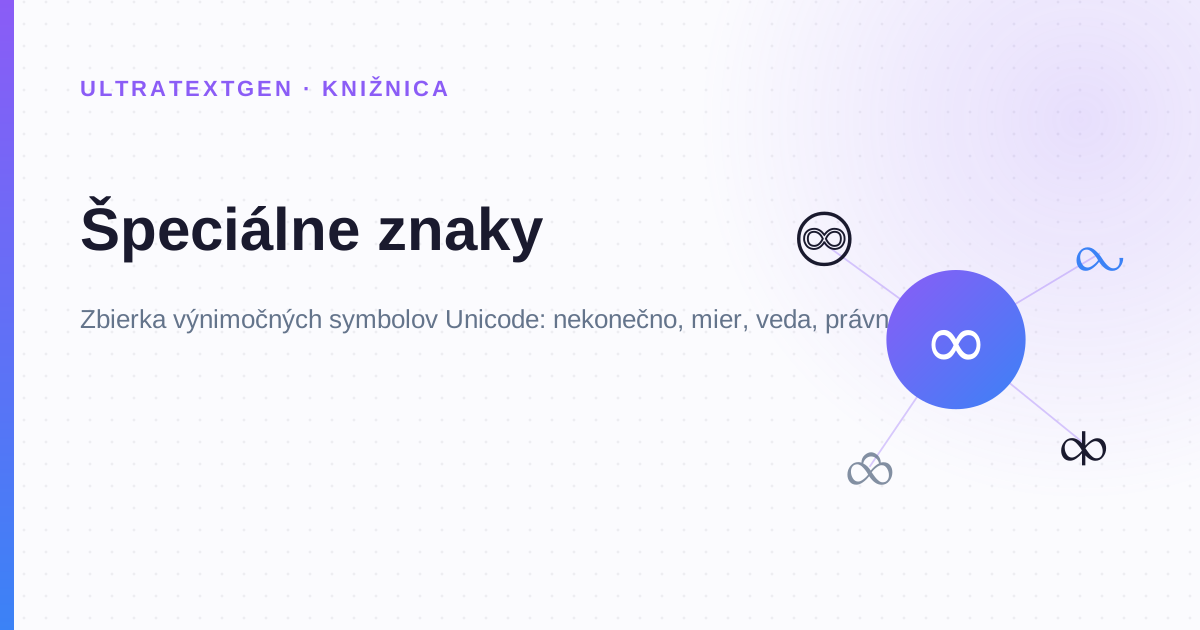 ULTRATEXTGEN · KNIŽNICA
Špeciálne znaky
Zbierka výnimočných symbolov Unicode: nekonečno, mier, veda, právn
♾ ∝
∞
⧝ ⧞